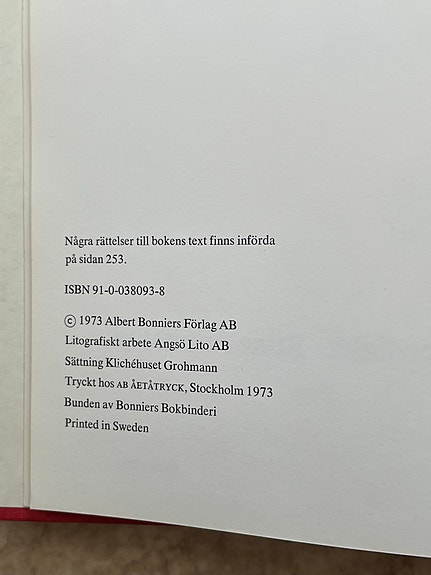 Några rättelser till bokens text finns införda
på sidan 253.
ISBN 91-0-038093-8
© 1973 Albert Bonniers Förlag AB
Litografiskt arbete Angsö Lito AB
Sättning Klichéhuset Grohmann
Tryckt hos AB ÅETÅTRYCK, Stockholm 1973
Bunden av Bonniers Bokbinderi
Printed in Sweden